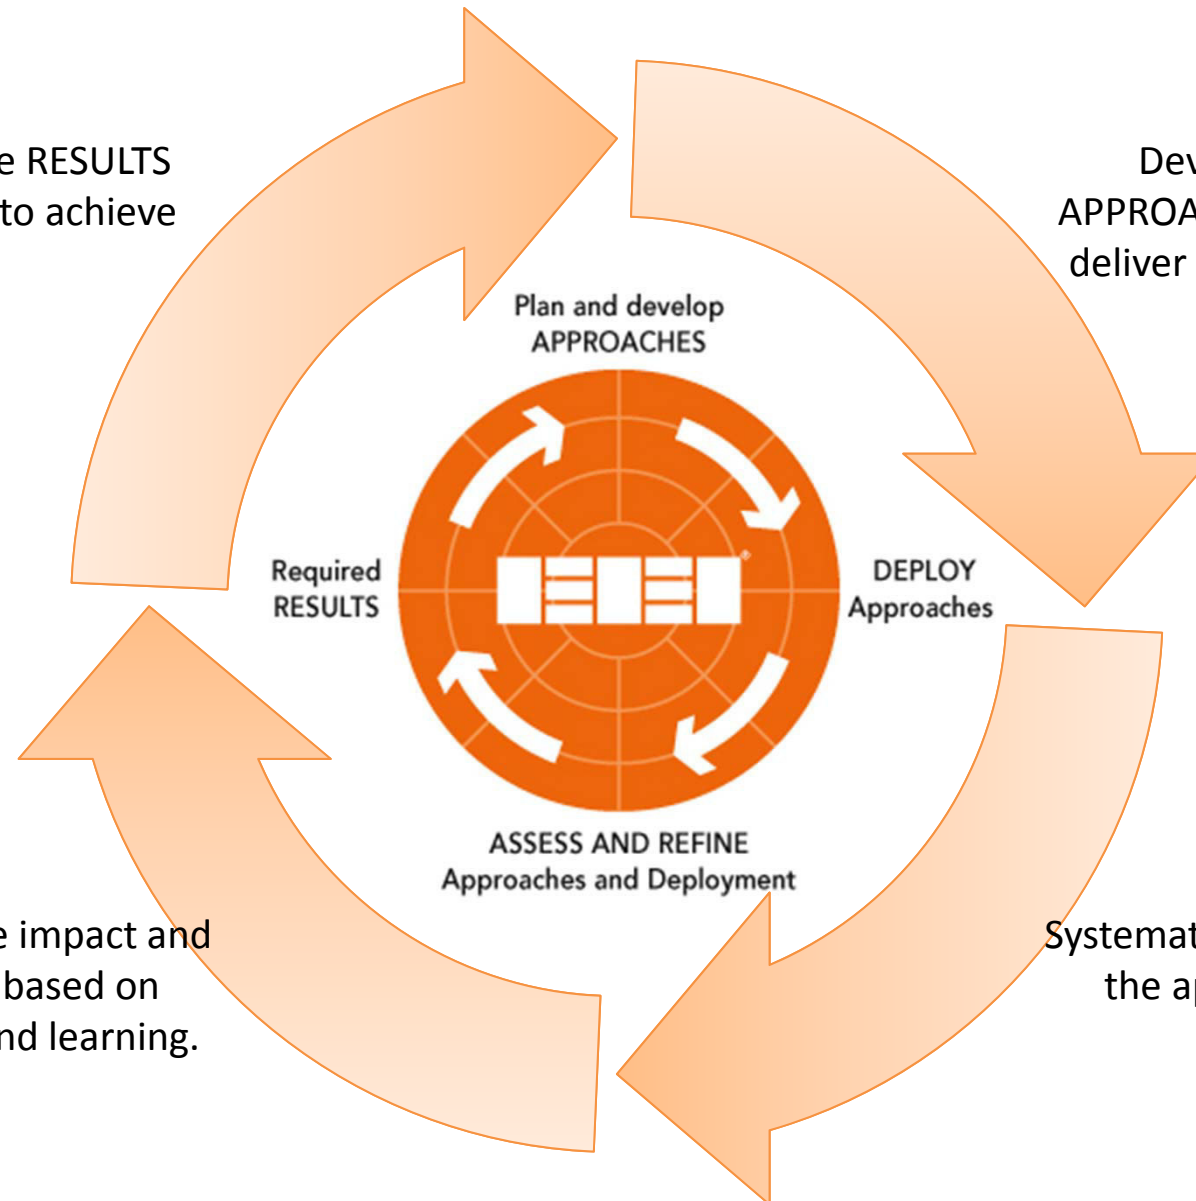 e RESULTS
to achieve
Dev
APPROA
deliver
Plan and develop
APPROACHES
Required
RESULTS
®
DEPLOY
Approaches
ASSESS AND REFINE
Approaches and Deployment
e impact and
based on
nd learning.
Systemat
the ap